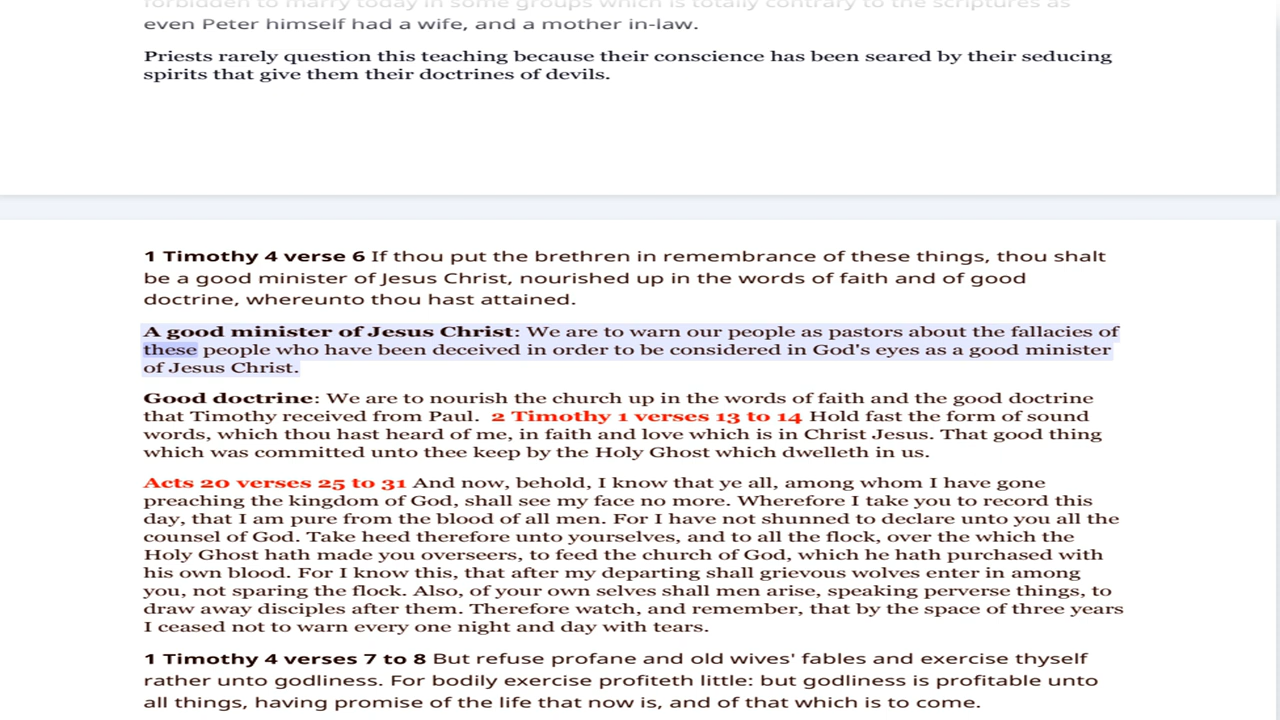 forbidden to marry today in some groups which is totally contrary to the scriptures as
even Peter himself had a wife, and a mother in-law.
Priests rarely question this teaching because their conscience has been seared by their seducing
spirits that give them their doctrines of devils.
1 Timothy 4 verse 6 If thou put the brethren in remembrance of these things, thou shalt
be a good minister of Jesus Christ, nourished up in the words of faith and of good
doctrine, whereunto thou hast attained.
A good minister of Jesus Christ: We are to warn our people as pastors about the fallacies of
these people who have been deceived in order to be considered in God's eyes as a good minister
of Jesus Christ.
Good doctrine: We are to nourish the church up in the words of faith and the good doctrine
that Timothy received from Paul. 2 Timothy 1 verses 13 to 14 Hold fast the form of sound
words, which thou hast heard of me, in faith and love which is in Christ Jesus. That good thing
which was committed unto thee keep by the Holy Ghost which dwelleth in us.
Acts 20 verses 25 to 31 And now, behold, I know that ye all, among whom I have gone
preaching the kingdom of God, shall see my face no more. Wherefore I take you to record this
day, that I am pure from the blood of all men. For I have not shunned to declare unto you all the
counsel of God. Take heed therefore unto yourselves, and to all the flock, over the which the
Holy Ghost hath made you overseers, to feed the church of God, which he hath purchased with
his own blood. For I know this, that after my departing shall grievous wolves enter in among
you, not sparing the flock. Also, of your own selves shall men arise, speaking perverse things, to
draw away disciples after them. Therefore watch, and remember, that by the space of three years
I ceased not to warn every one night and day with tears.
1 Timothy 4 verses 7 to 8 But refuse profane and old wives' fables and exercise thyself
rather unto godliness. For bodily exercise profiteth little: but godliness is profitable unto
all things, having promise of the life that now is, and of that which is to come.